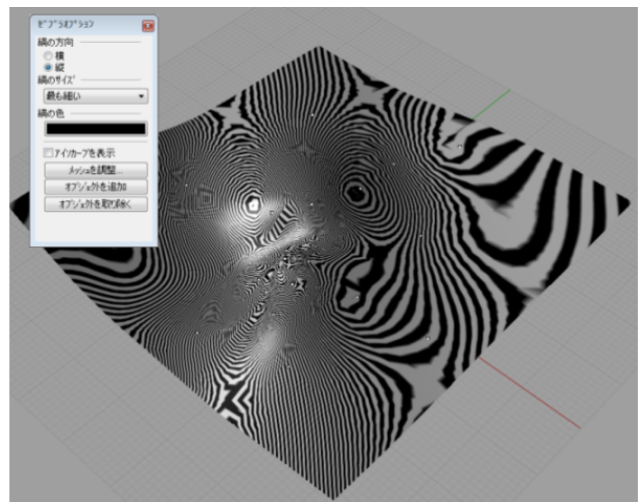 ゼブラオプション
縞の方向
横
縦
縞のサイズ
最も細い
縞の色
アイソカーブを表示
メッシュを調整...
オブジェクトを追加
オブジェクトを取り除く